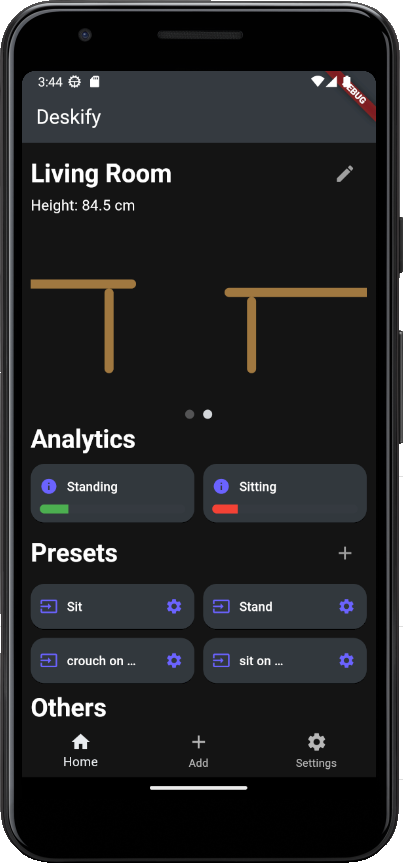 3:44
DEBUG
Deskify
Living Room
Height: 84.5 cm
Analytics
Standing
Sitting
Presets
Sit
Stand
crouch on ...
sit on ...
Others
Home
Add
Settings